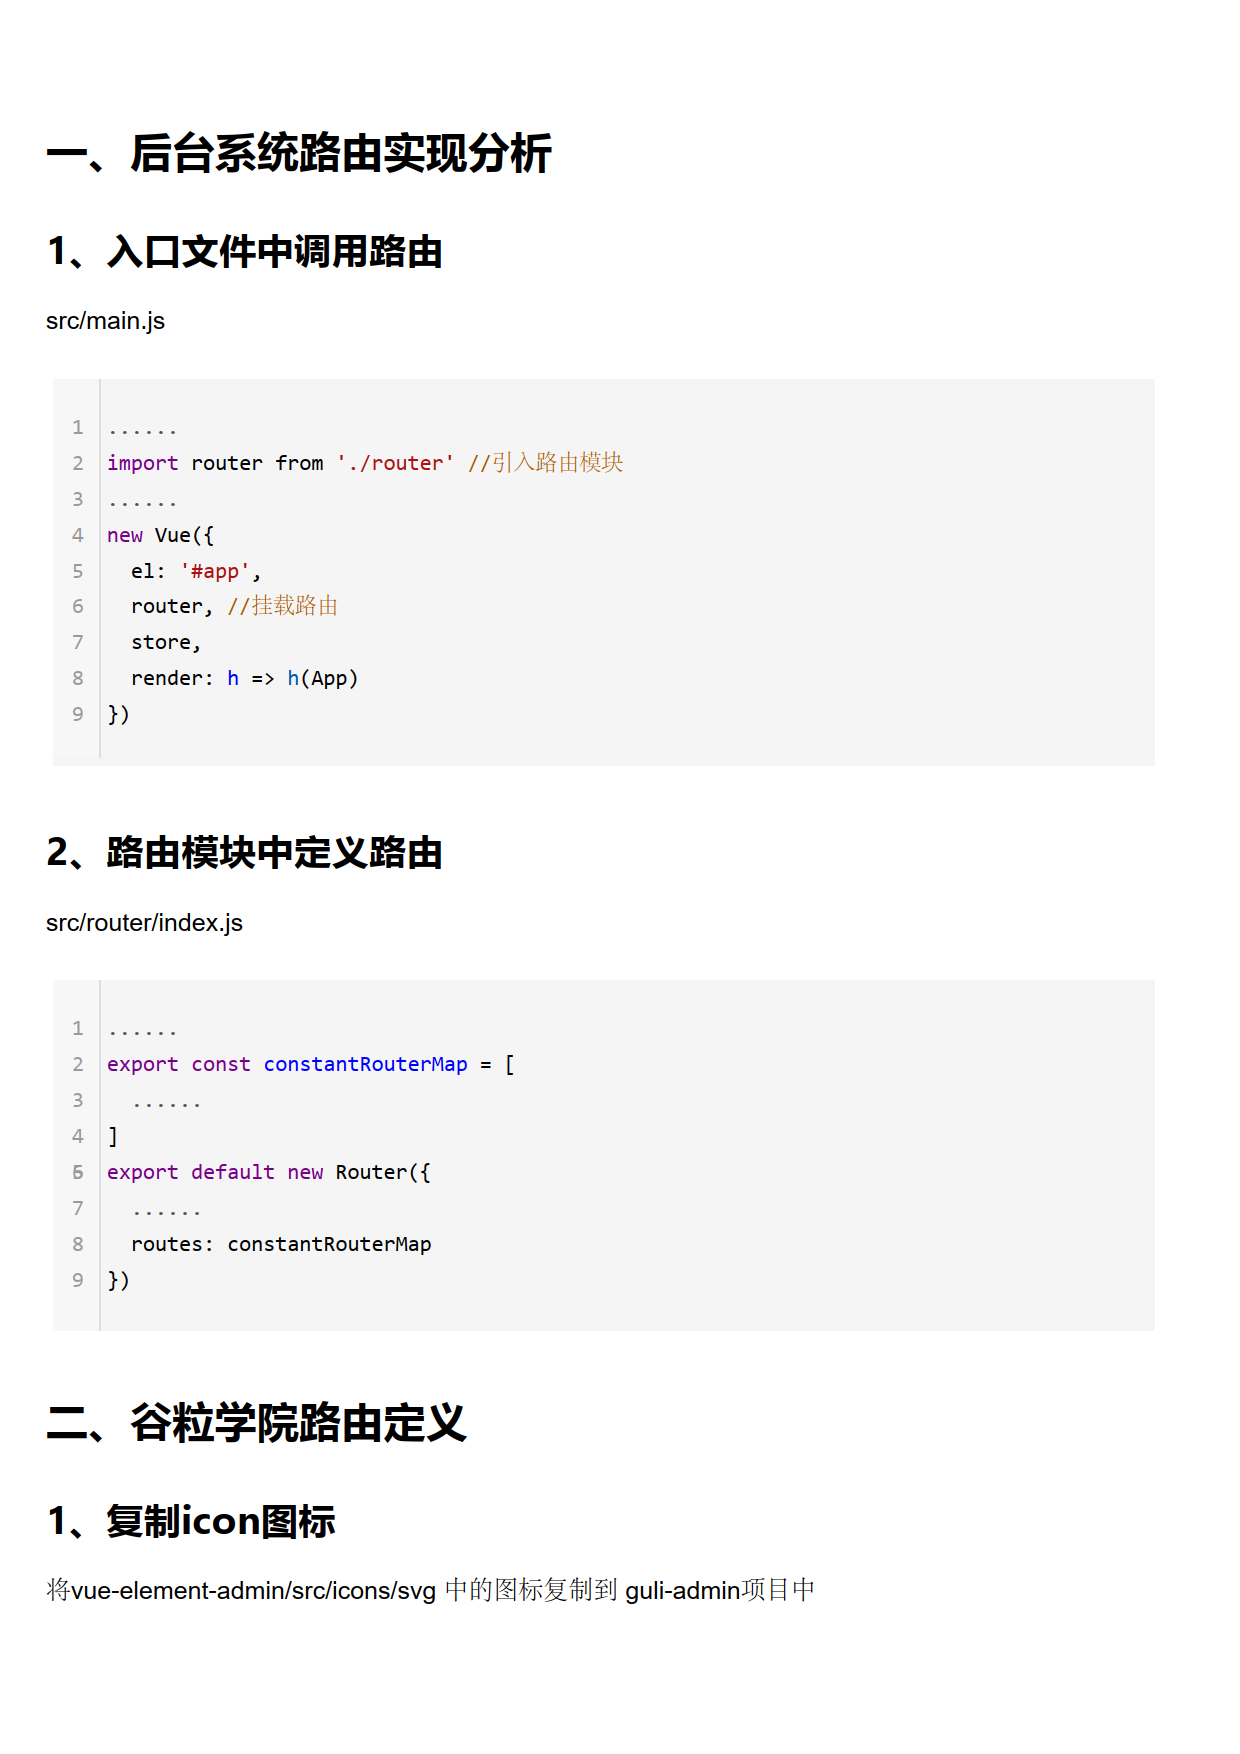 一、后台系统路由实现分析
1、入口文件中调用路由
src/main.js
1 ......
2 import router from './router' //引入路由模块
3 ......
4 new Vue({
5   el: '#app',
6   router, //挂载路由
7   store,
8   render: h => h(App)
9 })
2、路由模块中定义路由
src/router/index.js
1 ......
2 export const constantRouterMap = [
3   ......
4 ]
5 export default new Router({
7   ......
8   routes: constantRouterMap
9 })
二、谷粒学院路由定义
1、复制icon图标
将vue-element-admin/src/icons/svg 中的图标复制到 guli-admin项目中